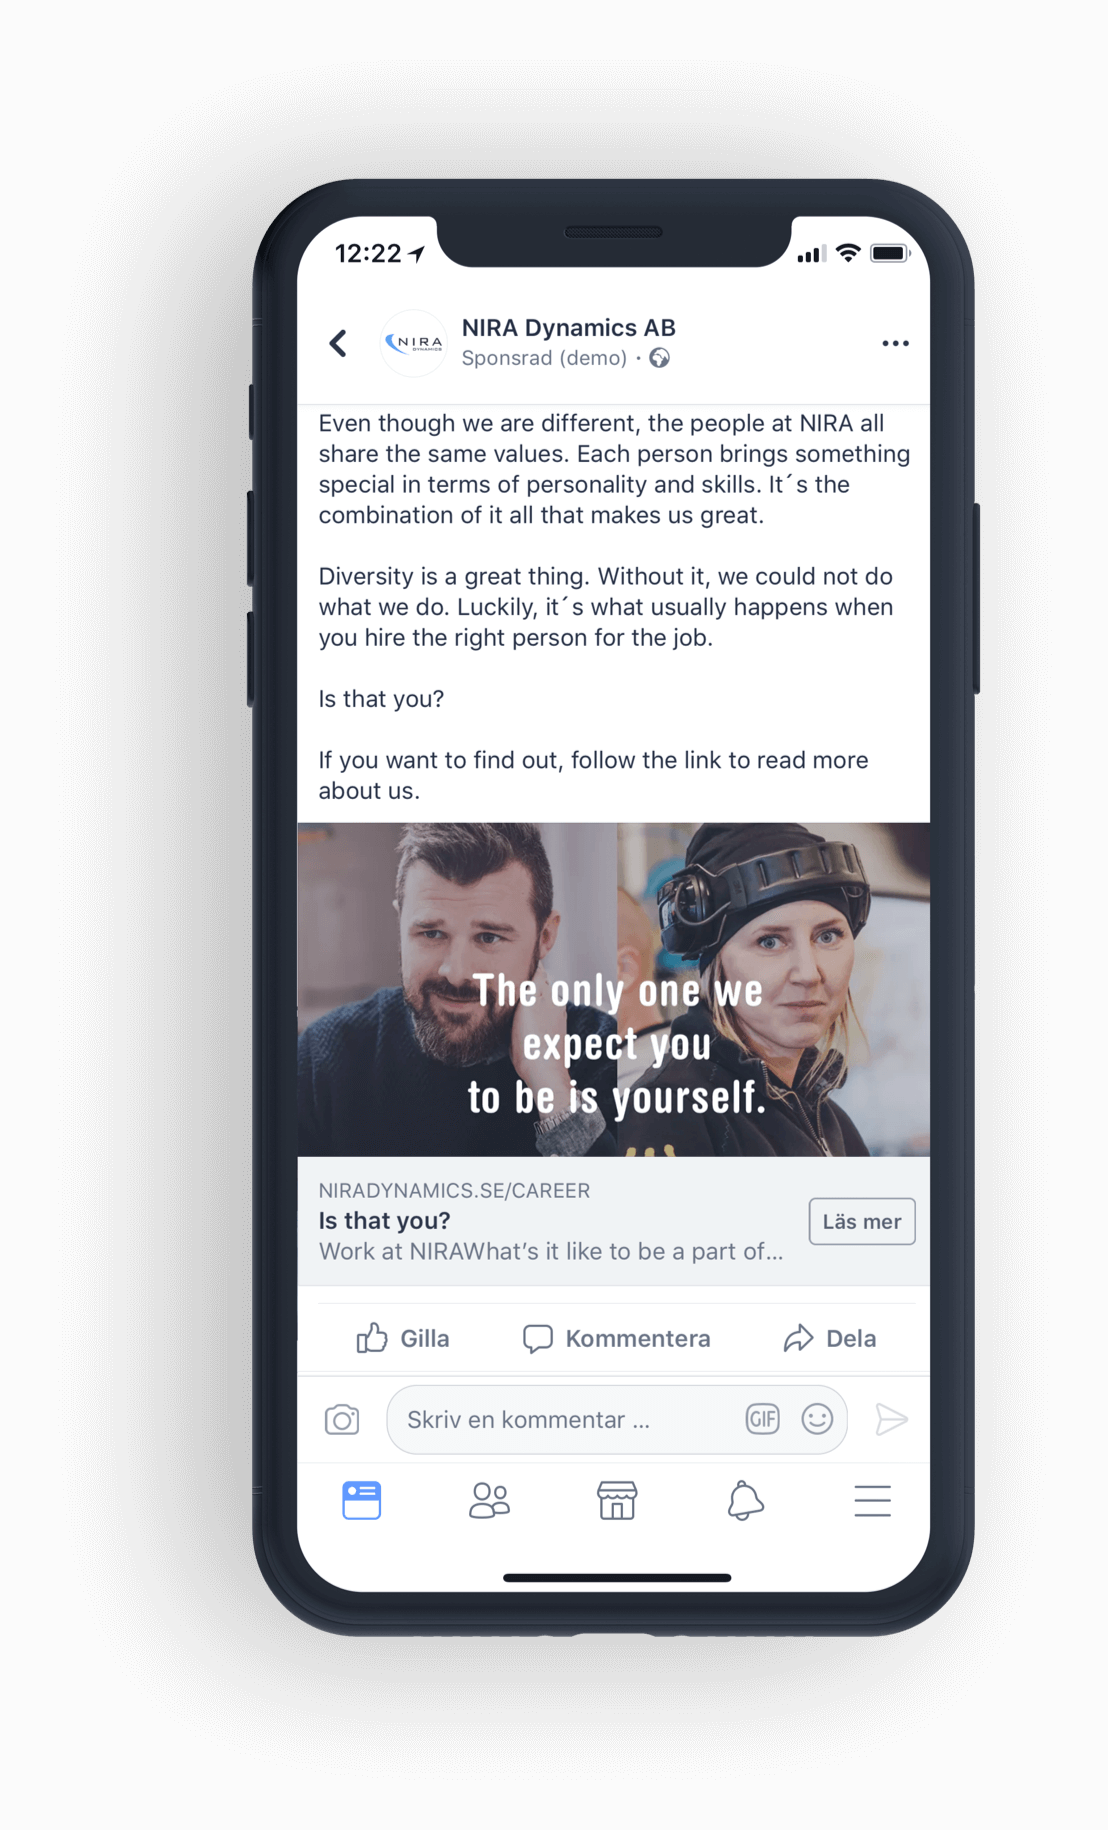 12:22
NIRA
DYNAMICS
NIRA Dynamics AB
Sponsrad (demo) ·
Even though we are different, the people at NIRA all
share the same values. Each person brings something
special in terms of personality and skills. It´s the
combination of it all that makes us great.
Diversity is a great thing. Without it, we could not do
what we do. Luckily, it´s what usually happens when
you hire the right person for the job.
Is that you?
If you want to find out, follow the link to read more
about us.
The only one we
expect you
to be is yourself.
NIRADYNAMICS.SE/CAREER
Is that you?
Work at NIRAWhat’s it like to be a part of...
Läs mer
Gilla
Kommentera
Dela
Skriv en kommentar ...
GIF